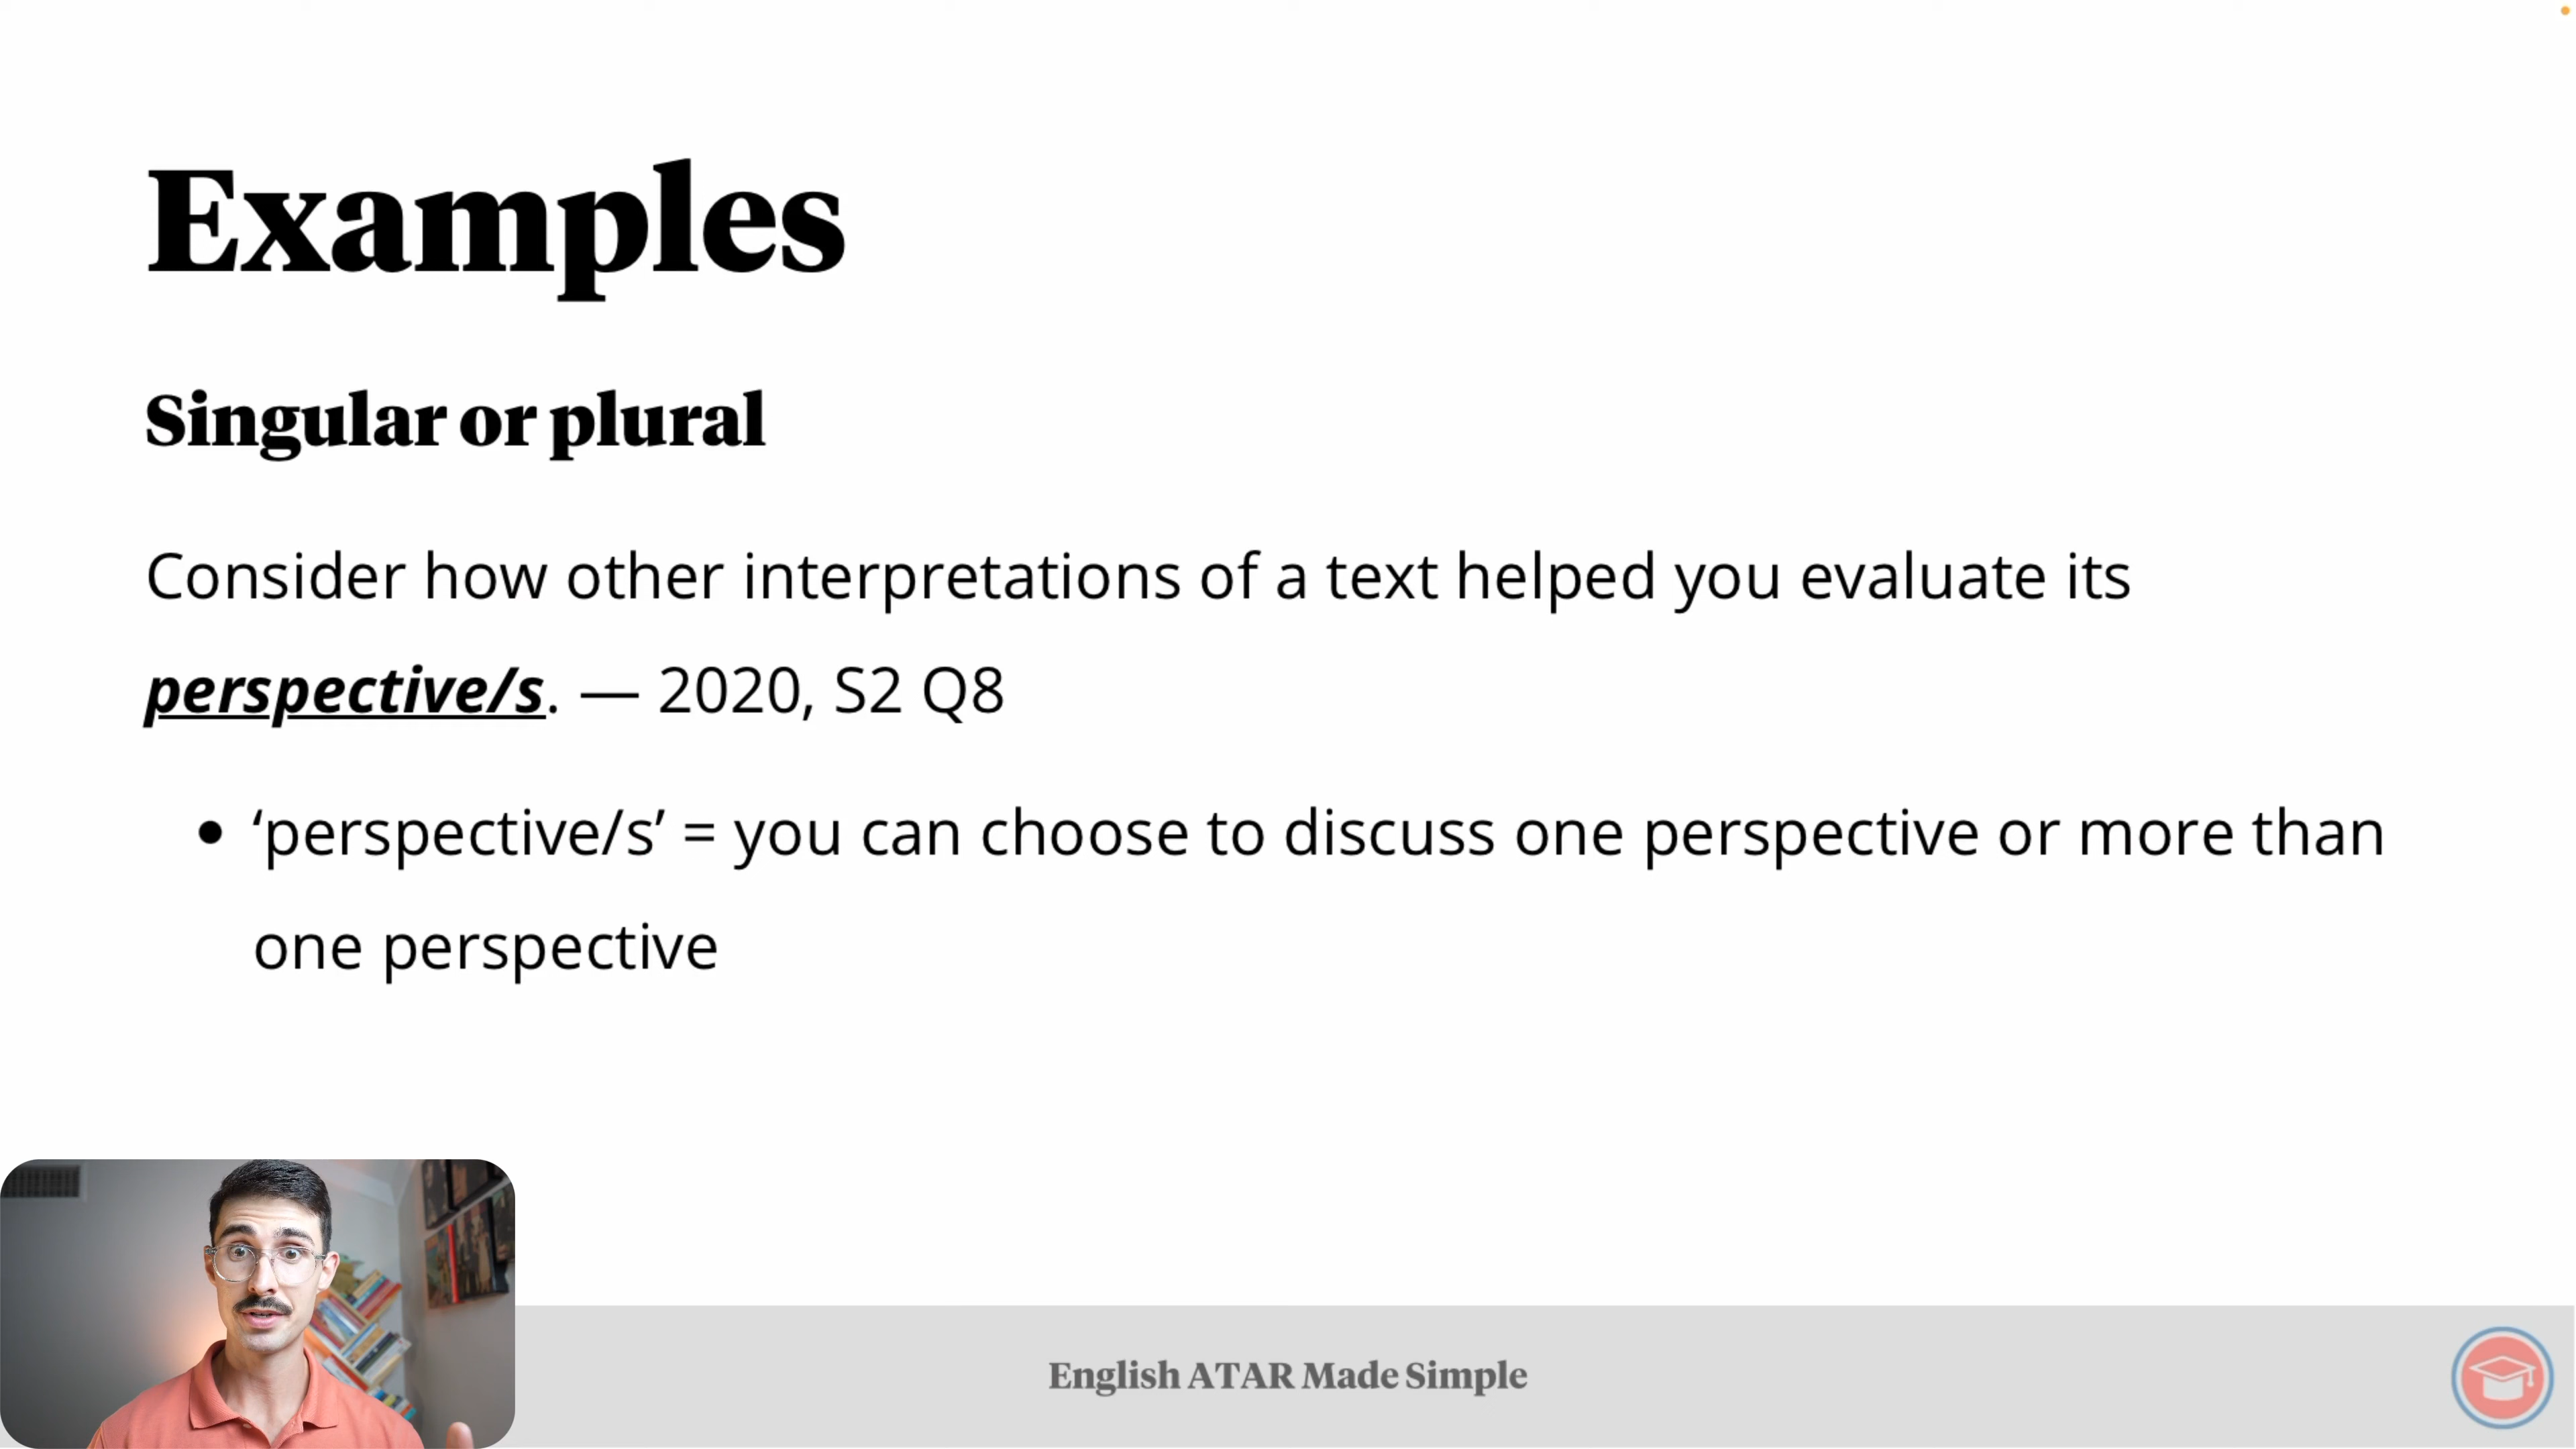 Examples
Singular or plural
Consider how other interpretations of a text helped you evaluate its
perspective/s. — 2020, S2 Q8
• ‘perspective/s’ = you can choose to discuss one perspective or more than
one perspective
English ATAR Made Simple